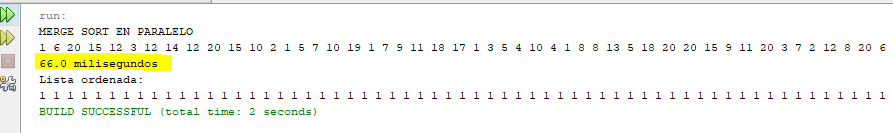 run:
MERGE SORT EN PARALELO
1 6 20 15 12 3 12 14 12 20 15 10 2 1 5 7 10 19 1 7 9 11 18 17 1 3 5 4 10 4 1 8 8 13 5 18 20 20 15 9 11 20 3 7 2 12 8 20 6
66.0 milisegundos
Lista ordenada:
1 1 1 1 1 1 1 1 1 1 1 1 1 1 1 1 1 1 1 1 1 1 1 1 1 1 1 1 1 1 1 1 1 1 1 1 1 1 1 1 1 1 1 1 1 1 1 1 1 1 1 1 1 1 1 1 1 1 1 1 1
BUILD SUCCESSFUL (total time: 2 seconds)